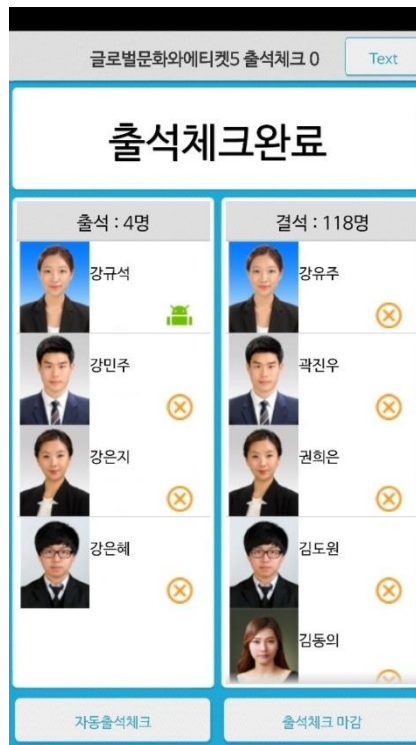 글로벌문화와에티켓5 출석체크 0
Text
출석체크완료
출석 : 4명
강규석
강민주
강은지
강은혜
결석 : 118명
강유주
곽진우
권희은
김도원
김동의
자동출석체크
출석체크 마감